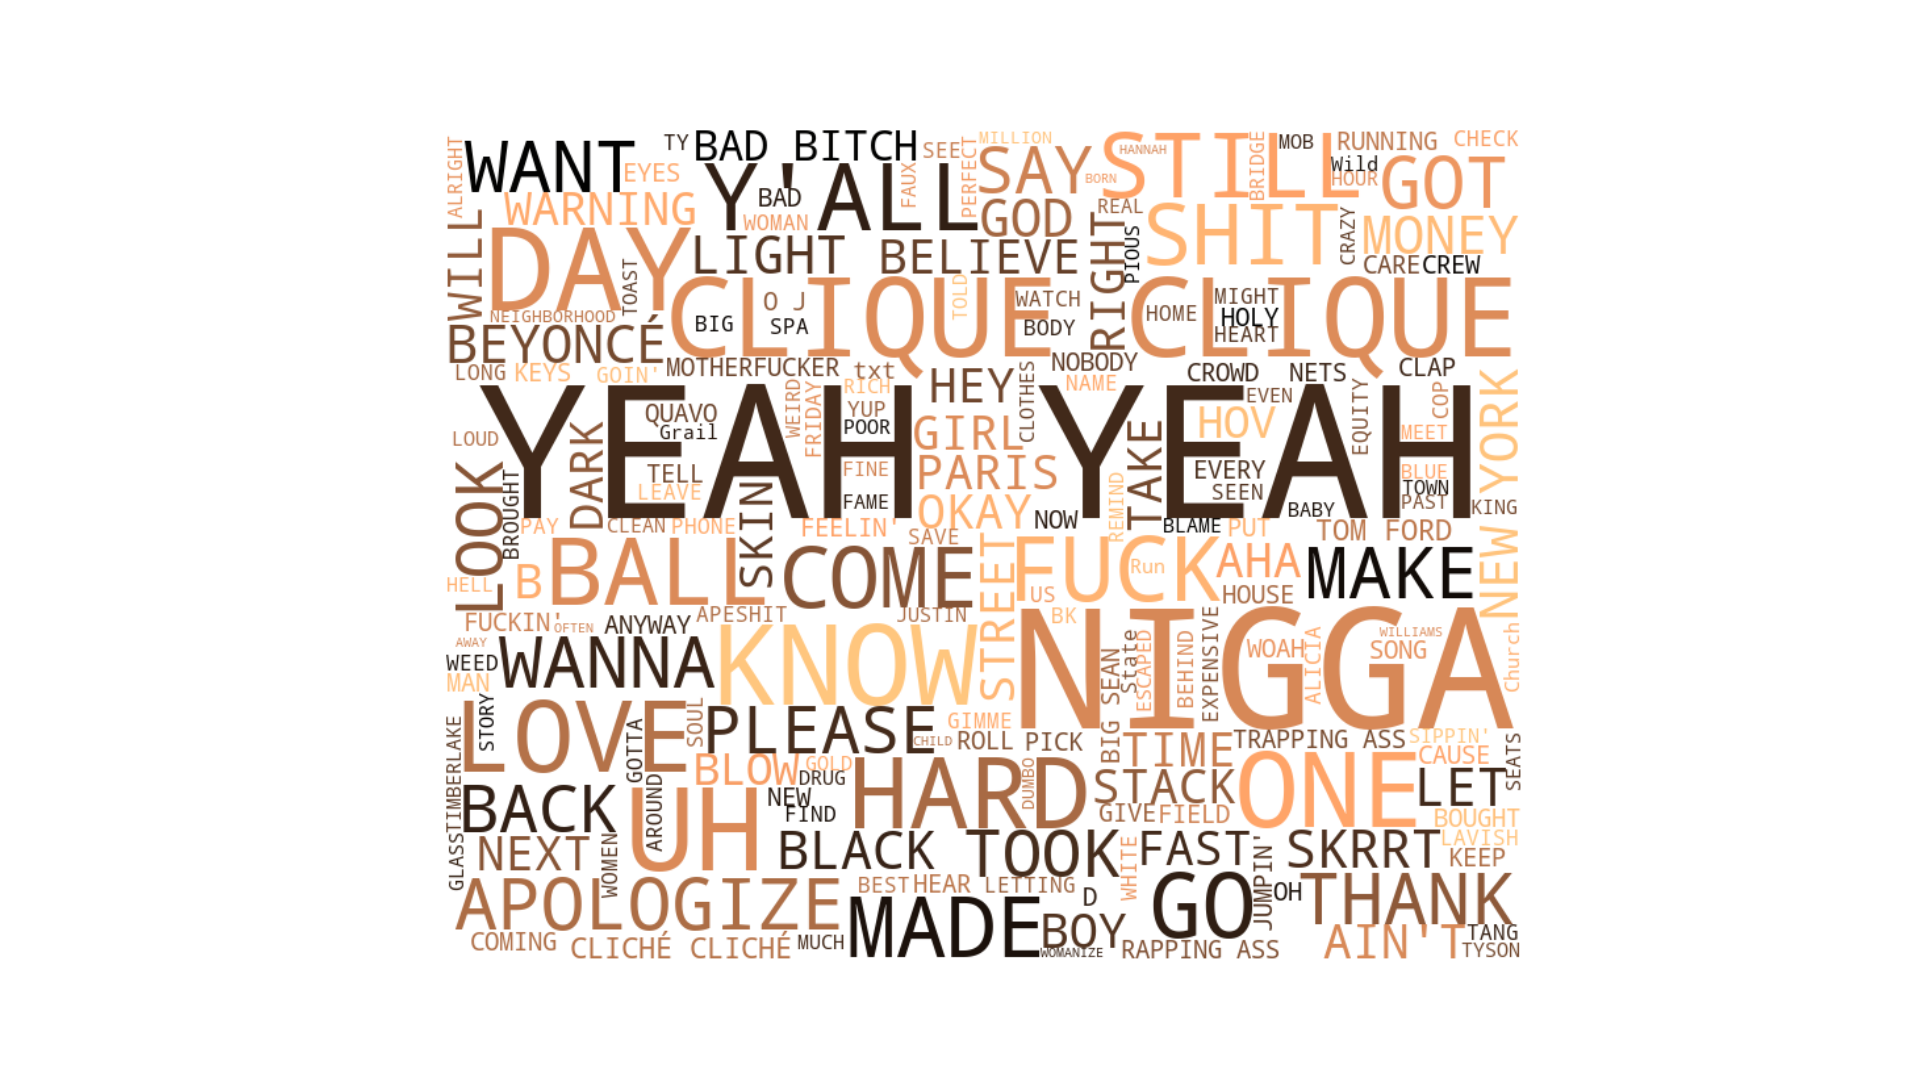 ALRIGHT
WANT
TY
BAD BITCH
SEE
PERFECT
MILLION
STILL
HANNAH
BRIDGE
MOB
RUNNING
CHECK
EYES
Y'ALL
BAD
FAUX
SAY
BORN
Wild
HOUR
GOT
WARNING
WOMAN
GOD
REAL
SHIT
CRAZY
MONEY
WILL
DAY
TOAST
LIGHT
BELIEVE
RIGHT
PIOUS
CARE
CREW
NEIGHBORHOOD
CLIQUE CLIQUE
O J
TOLD
WATCH
HOME
MIGHT
BIG
SPA
BODY
HOLY
HEART
BEYONCÉ
MOTHERFUCKER
txt
NOBODY
CROWD
NETS
CLAP
LONG
KEYS
GOIN'
RICH
HEY
CLOTHES
NAME
EVEN
EQUITY
COP
NEW YORK
YEAH YEAH
QUAVO
Grail
WEIRD
FRIDAY
YUP
POOR
GIRL
HOV
MEET
LOUD
LOOK
DARK
TELL
LEAVE
FINE
PARIS
TAKE
EVERY
SEEN
BLUE
TOWN
PAST
BROUGHT
SKIN
FAME
OKAY
NOW
REMIND
BABY
KING
PAY
CLEAN
PHONE
FEELIN'
SAVE
BLAME
PUT
TOM FORD
HELL
B
BALL
COME
STREET
FUCK
Run
AHA
MAKE
US
HOUSE
FUCKIN'
OFTEN
ANYWAY
APESHIT
JUSTIN
BK
NIGGA
State
ESCAPED
BEHIND
EXPENSIVE
WOAH
ALICIA
WILLIAMS
SONG
Church
AWAY
WEED
MAN
WANNA
KNOW
BIG SEAN
STORY
LOVE
SOUL
PLEASE
CHILD
GIMME
ROLL
PICK
TIME
TRAPPING ASS
SIPPIN'
CAUSE
SEATS
TIMBERLAKE
GOTTA
BLOW
GOLD
DRUG
HARD
DUMBO
STACK
ONE
LET
BACK
AROUND
UH
NEW
FIND
GIVE
FIELD
BOUGHT
LAVISH
GLASS
NEXT
WOMEN
BLACK
TOOK
WHITE
FAST
JUMPIN'
SKRRT
KEEP
APOLOGIZE
BEST
HEAR
LETTING
D
GO
OH
THANK
COMING
CLICHÉ CLICHÉ
MUCH
MADE
BOY
WOMANIZE
RAPPING ASS
AIN'T
TANG
TYSON